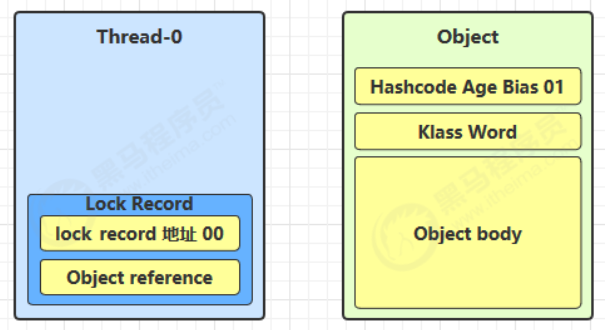 Thread-0
Lock Record
lock record 地址 00
Object reference
Object
Hashcode Age Bias 01
Klass Word
Object body
黑马程序员
www.itheima.com
黑马程序员
www.itheima.com